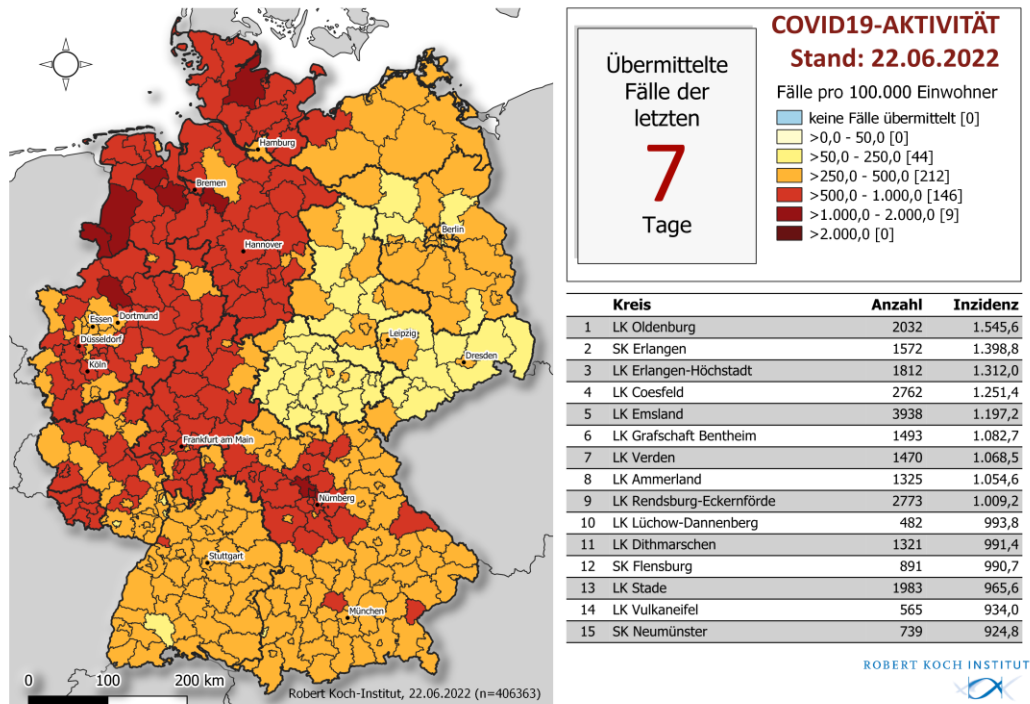 Hamburg
Bremen
Berlin
Hannover
Essen
Dortmund
Düsseldorf
Köln
Leipzig
Dresden
Frankfurt am Main
Nürnberg
Stuttgart
München
0 100 200 km
Robert Koch-Institut, 22.06.2022 (n=406363)
Übermittelte
Fälle der
letzten
7
Tage
COVID19-AKTIVITÄT
Stand: 22.06.2022
Fälle pro 100.000 Einwohner
keine Fälle übermittelt [0]
>0,0 - 50,0 [0]
>50,0 - 250,0 [44]
>250,0 - 500,0 [212]
>500,0 - 1.000,0 [146]
>1.000,0 - 2.000,0 [9]
>2.000,0 [0]
Kreis Anzahl Inzidenz
1 LK Oldenburg 2032 1.545,6
2 SK Erlangen 1572 1.398,8
3 LK Erlangen-Höchstadt 1812 1.312,0
4 LK Coesfeld 2762 1.251,4
5 LK Emsland 3938 1.197,2
6 LK Grafschaft Bentheim 1493 1.082,7
7 LK Verden 1470 1.068,5
8 LK Ammerland 1325 1.054,6
9 LK Rendsburg-Eckernförde 2773 1.009,2
10 LK Lüchow-Dannenberg 482 993,8
11 LK Dithmarschen 1321 991,4
12 SK Flensburg 891 990,7
13 LK Stade 1983 965,6
14 LK Vulkaneifel 565 934,0
15 SK Neumünster 739 924,8
ROBERT KOCH INSTITUT